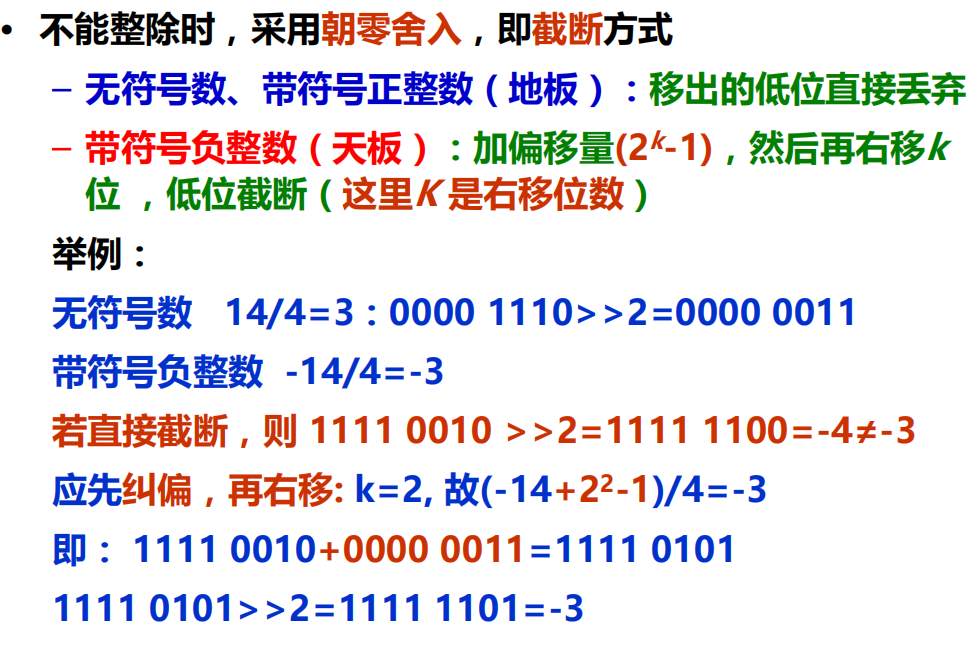 • 不能整除时，采用朝零舍入，即截断方式
– 无符号数、带符号正整数（地板）：移出的低位直接丢弃
– 带符号负整数（天板）：加偏移量(2ᵏ-1)，然后再右移k
位 ，低位截断（这里K 是右移位数）
举例：
无符号数 14/4=3：0000 1110>>2=0000 0011
带符号负整数 -14/4=-3
若直接截断，则 1111 0010 >>2=1111 1100=-4≠-3
应先纠偏，再右移: k=2, 故(-14+2²-1)/4=-3
即： 1111 0010+0000 0011=1111 0101
1111 0101>>2=1111 1101=-3